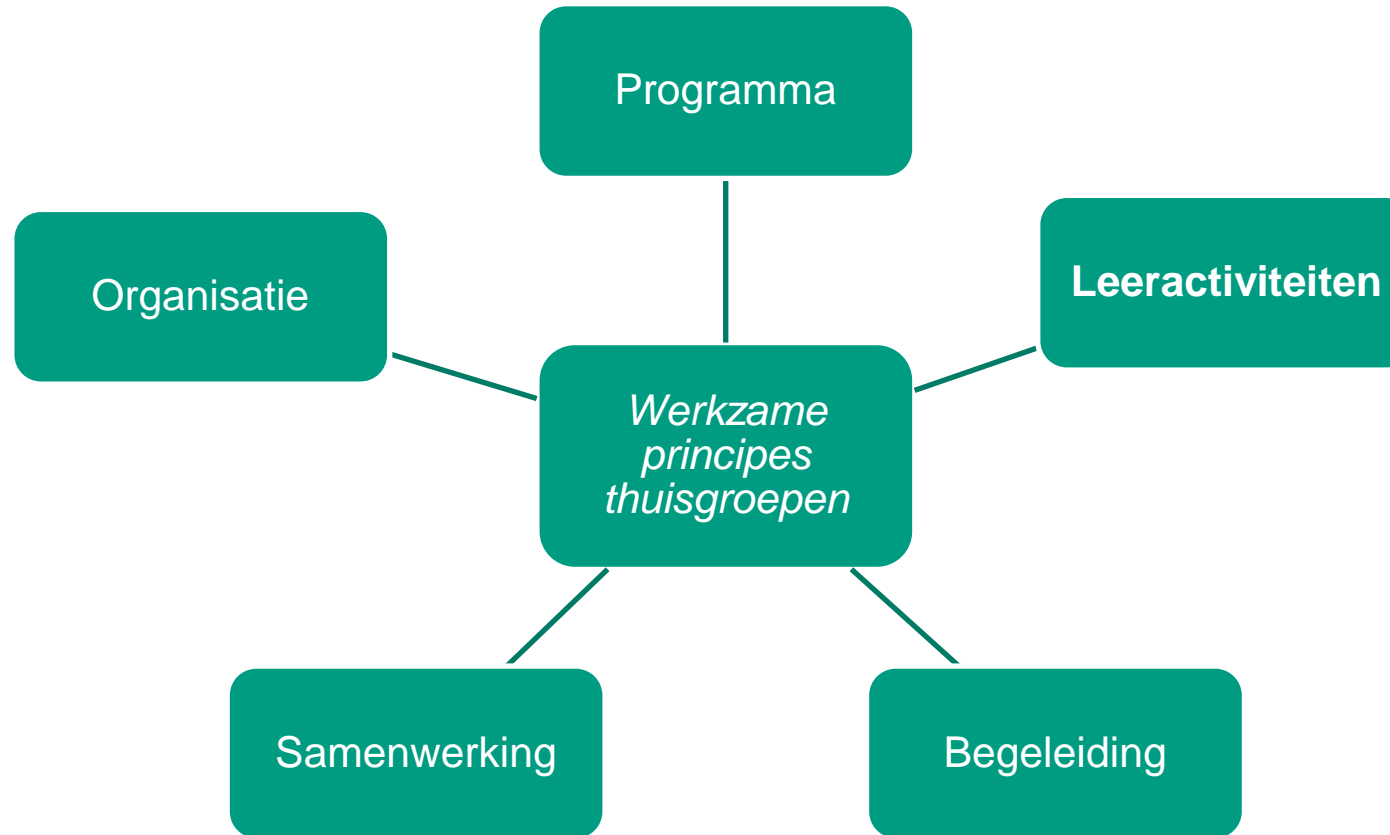 Programma
Organisatie
Leeractiviteiten
Werkzame
principes
thuisgroepen
Samenwerking
Begeleiding